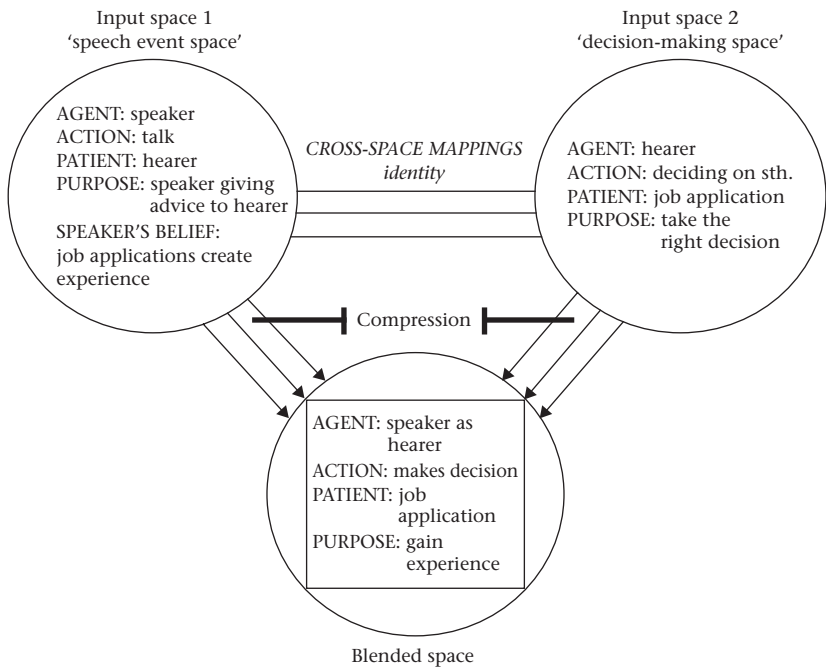 Input space 1
'speech event space'
Input space 2
'decision-making space'
AGENT: speaker
ACTION: talk
PATIENT: hearer
PURPOSE: speaker giving
advice to hearer
SPEAKER'S BELIEF:
job applications create
experience
CROSS-SPACE MAPPINGS
identity
AGENT: hearer
ACTION: deciding on sth.
PATIENT: job application
PURPOSE: take the
right decision
Compression
AGENT: speaker as
hearer
ACTION: makes decision
PATIENT: job
application
PURPOSE: gain
experience
Blended space